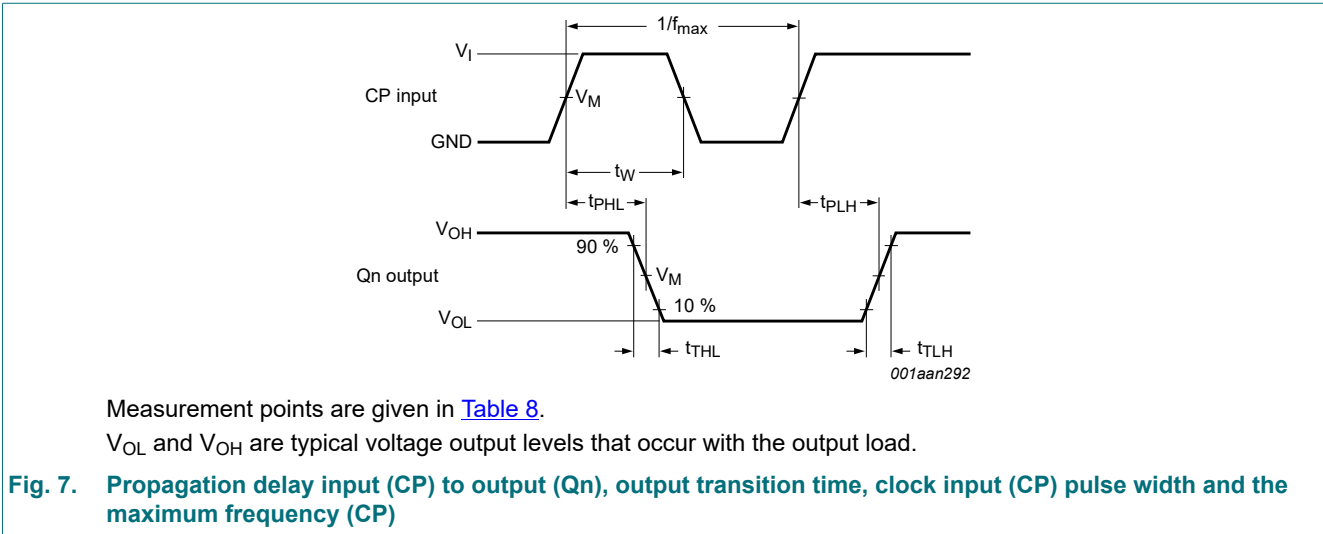 1/fmax
VI
CP input
VM
GND
tW
tPHL
tPLH
VOH
90 %
Qn output
VM
10 %
VOL
tTHL
tTLH
001aan292
Measurement points are given in Table 8.
VOL and VOH are typical voltage output levels that occur with the output load.
Fig. 7. Propagation delay input (CP) to output (Qn), output transition time, clock input (CP) pulse width and the
maximum frequency (CP)